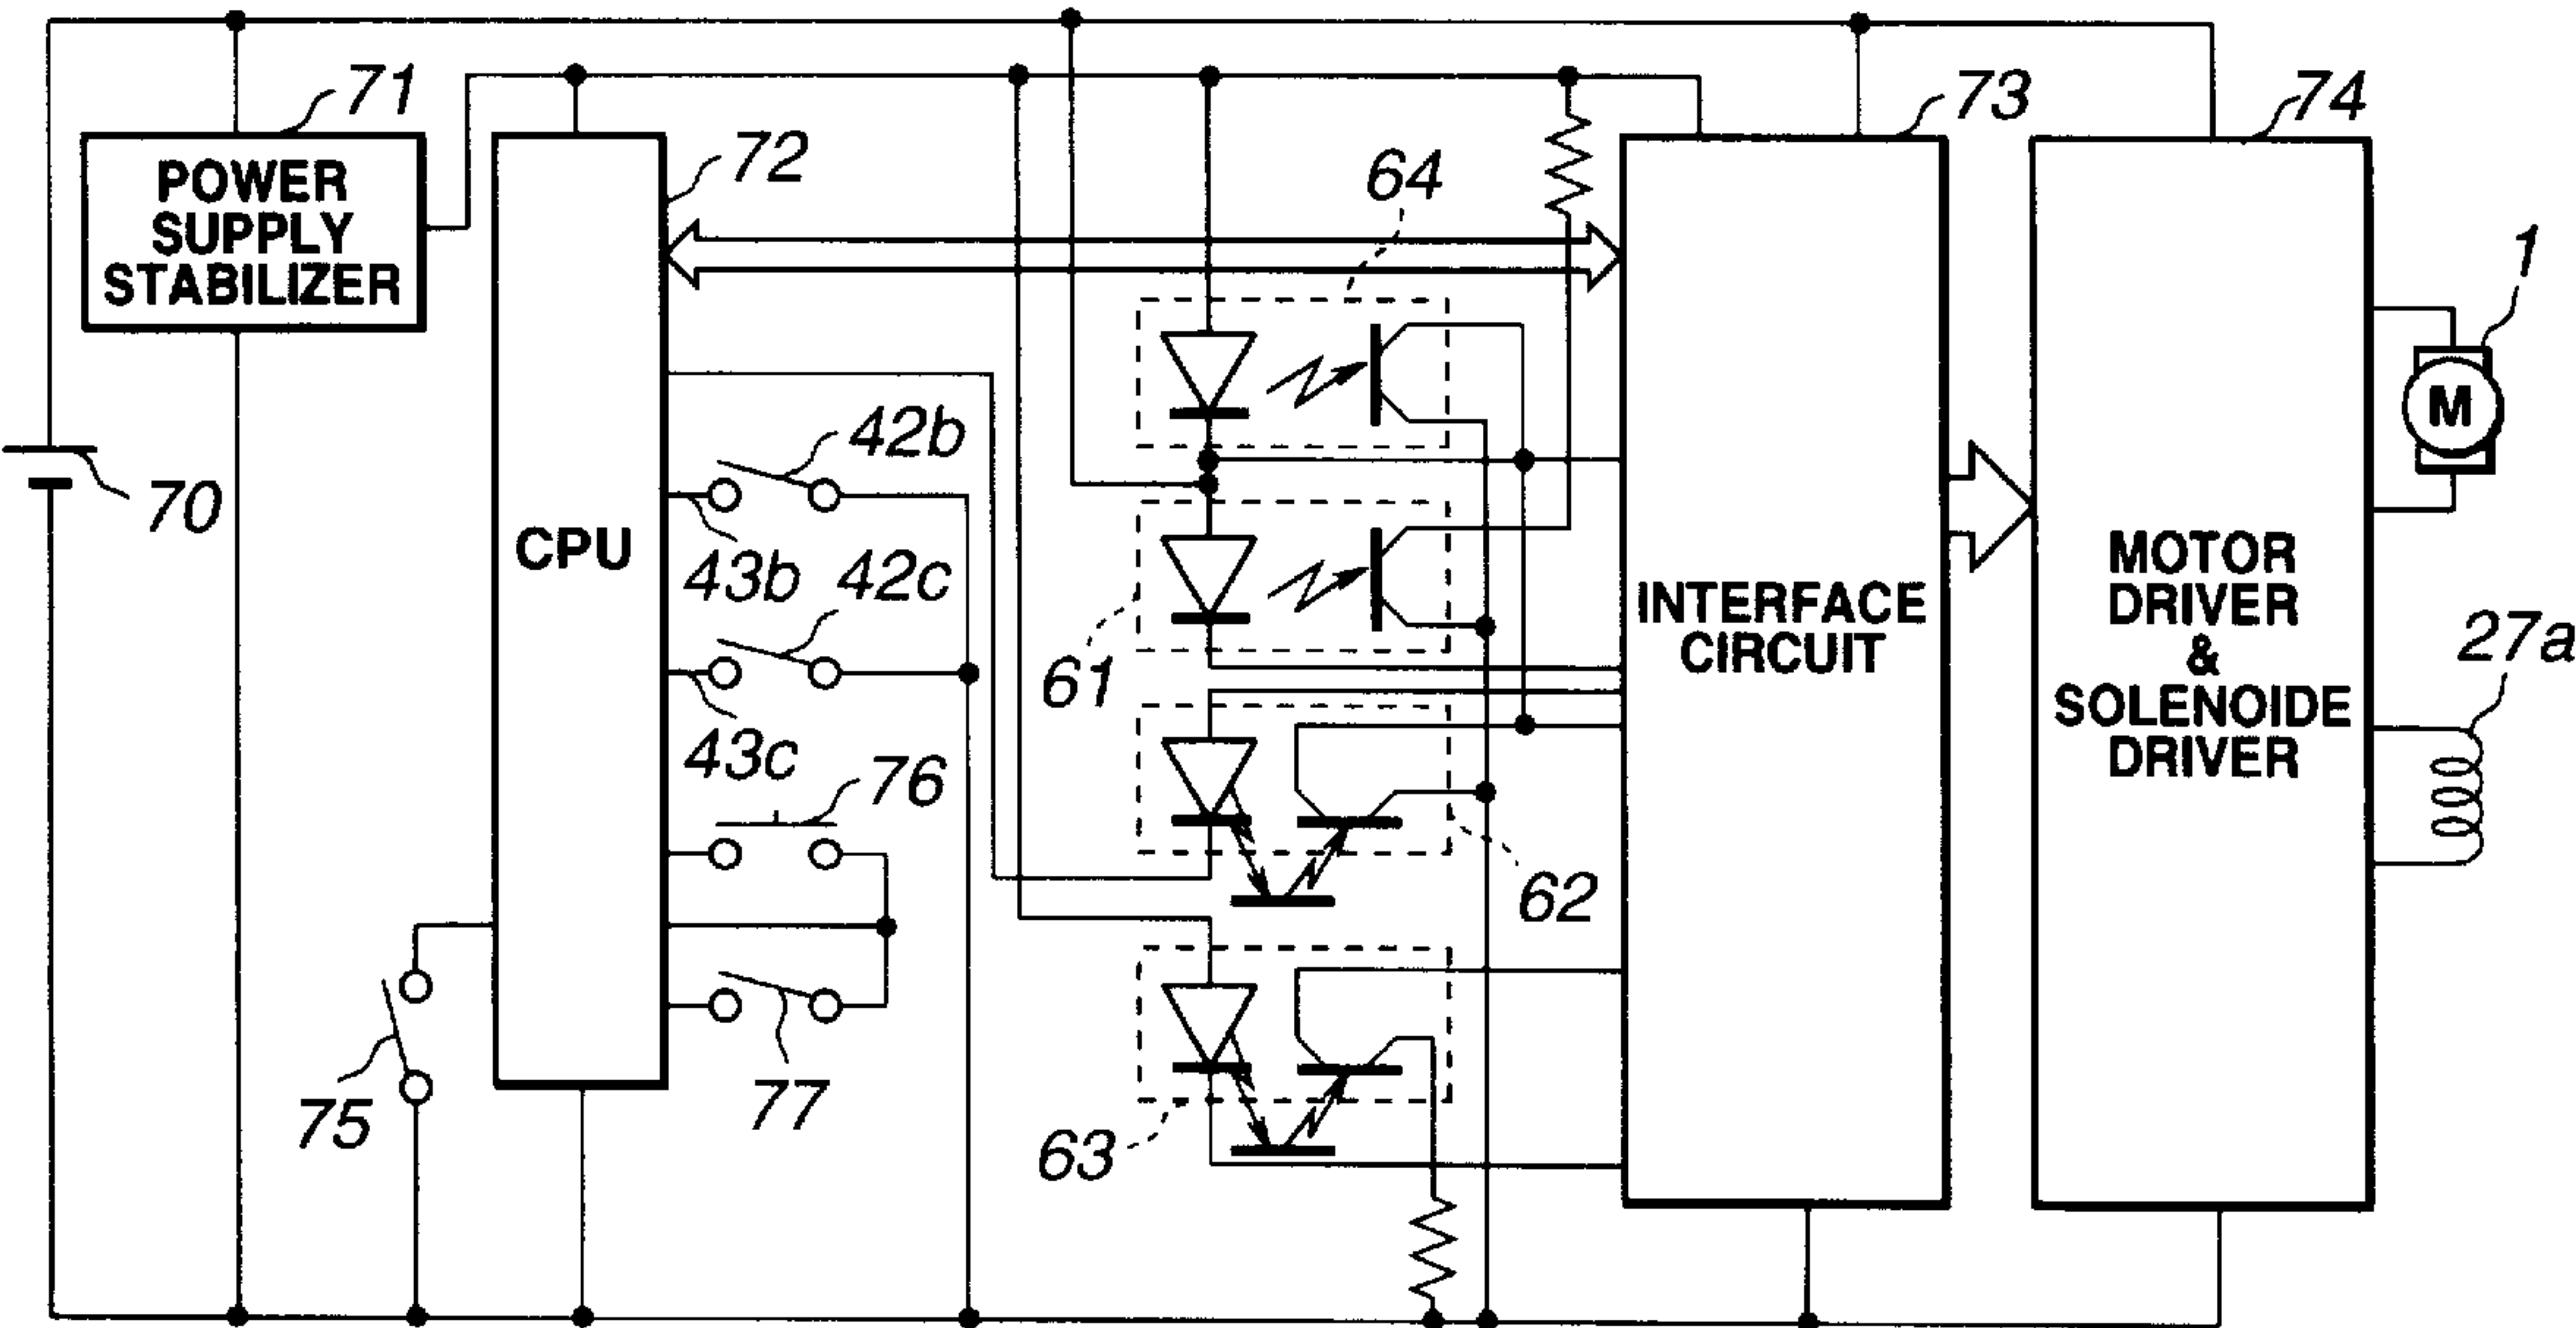 71
POWER
SUPPLY
STABILIZER
70
72
CPU
42b
43b
42c
43c
76
75
77
64
61
62
63
73
INTERFACE
CIRCUIT
74
MOTOR
DRIVER
&
SOLENOIDE
DRIVER
1
M
27a